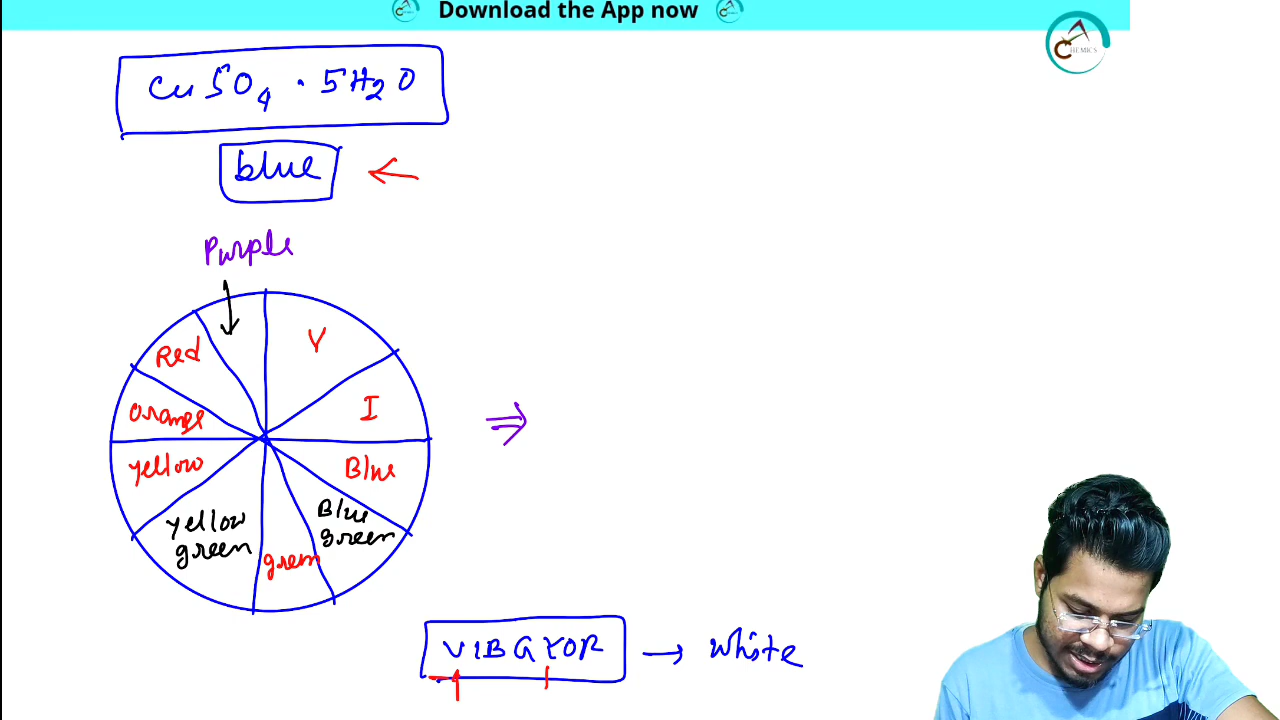 Download the App now
CHEMICS
CuSO4 · 5H2O
blue
Purple
Red
V
Orange
I
Yellow
Blue
Yellow
green
Blue
green
green
VIBGYOR → White